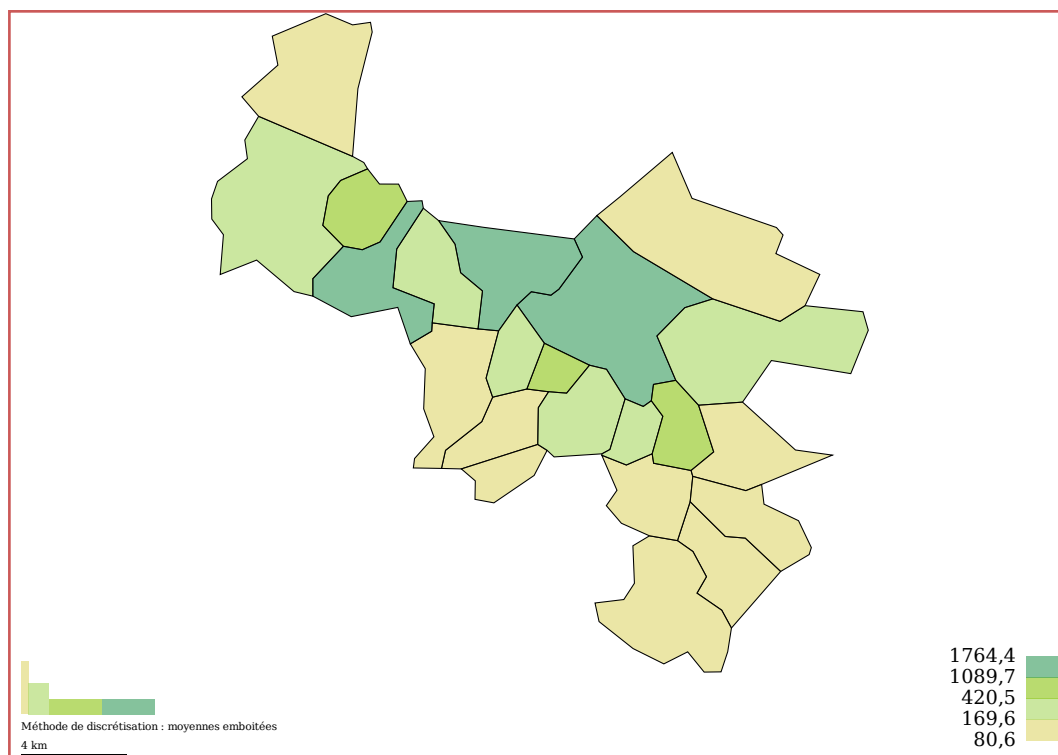 1764,4
1089,7
420,5
169,6
80,6
Méthode de discrétisation : moyennes emboitées
4 km